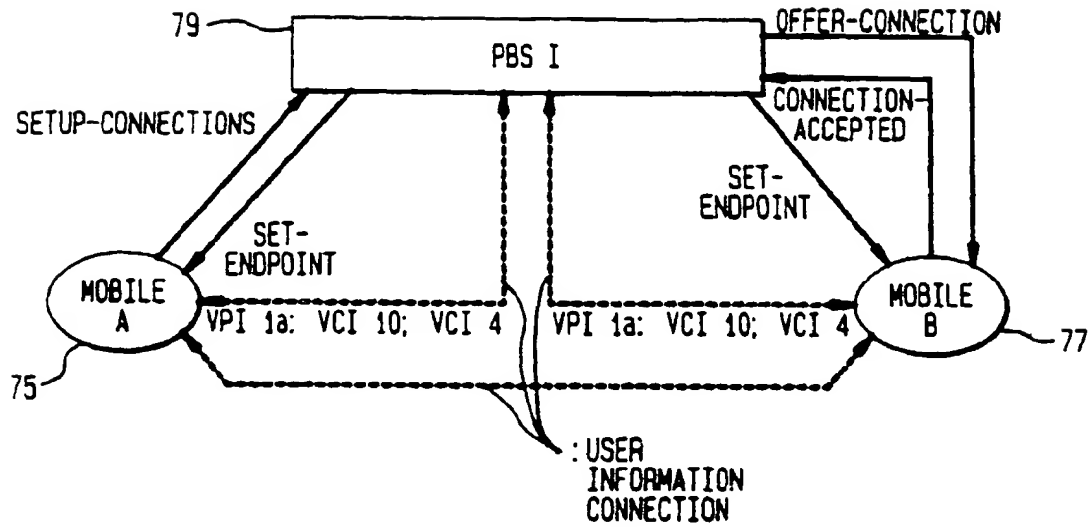 79
PBS I
OFFER-CONNECTION
SETUP-CONNECTIONS
CONNECTION-
ACCEPTED
SET-
ENDPOINT
SET-
ENDPOINT
MOBILE
A
VPI 1a: VCI 10; VCI 4
VPI 1a: VCI 10; VCI 4
MOBILE
B
75
77
: USER
INFORMATION
CONNECTION